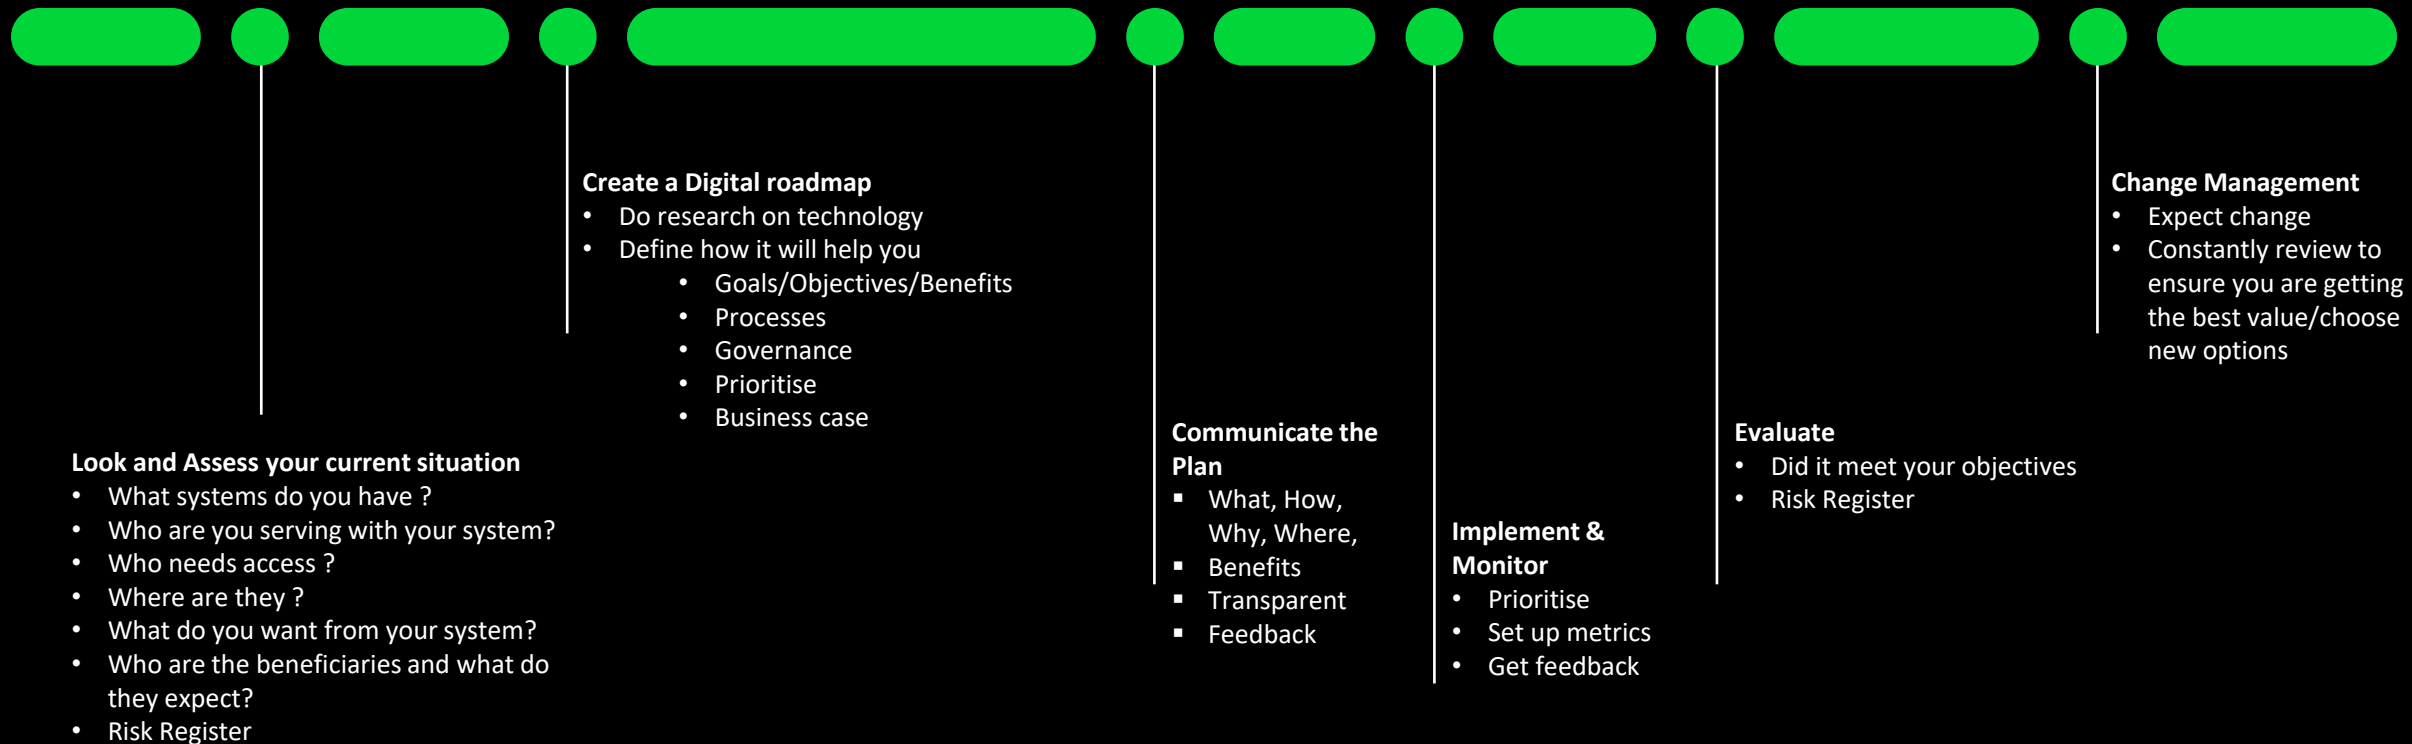 Look and Assess your current situation
• What systems do you have ?
• Who are you serving with your system?
• Who needs access ?
• Where are they ?
• What do you want from your system?
• Who are the beneficiaries and what do
they expect?
• Risk Register
Create a Digital roadmap
• Do research on technology
• Define how it will help you
• Goals/Objectives/Benefits
• Processes
• Governance
• Prioritise
• Business case
Communicate the
Plan
▪ What, How,
Why, Where,
▪ Benefits
▪ Transparent
▪ Feedback
Implement &
Monitor
• Prioritise
• Set up metrics
• Get feedback
Evaluate
• Did it meet your objectives
• Risk Register
Change Management
• Expect change
• Constantly review to
ensure you are getting
the best value/choose
new options